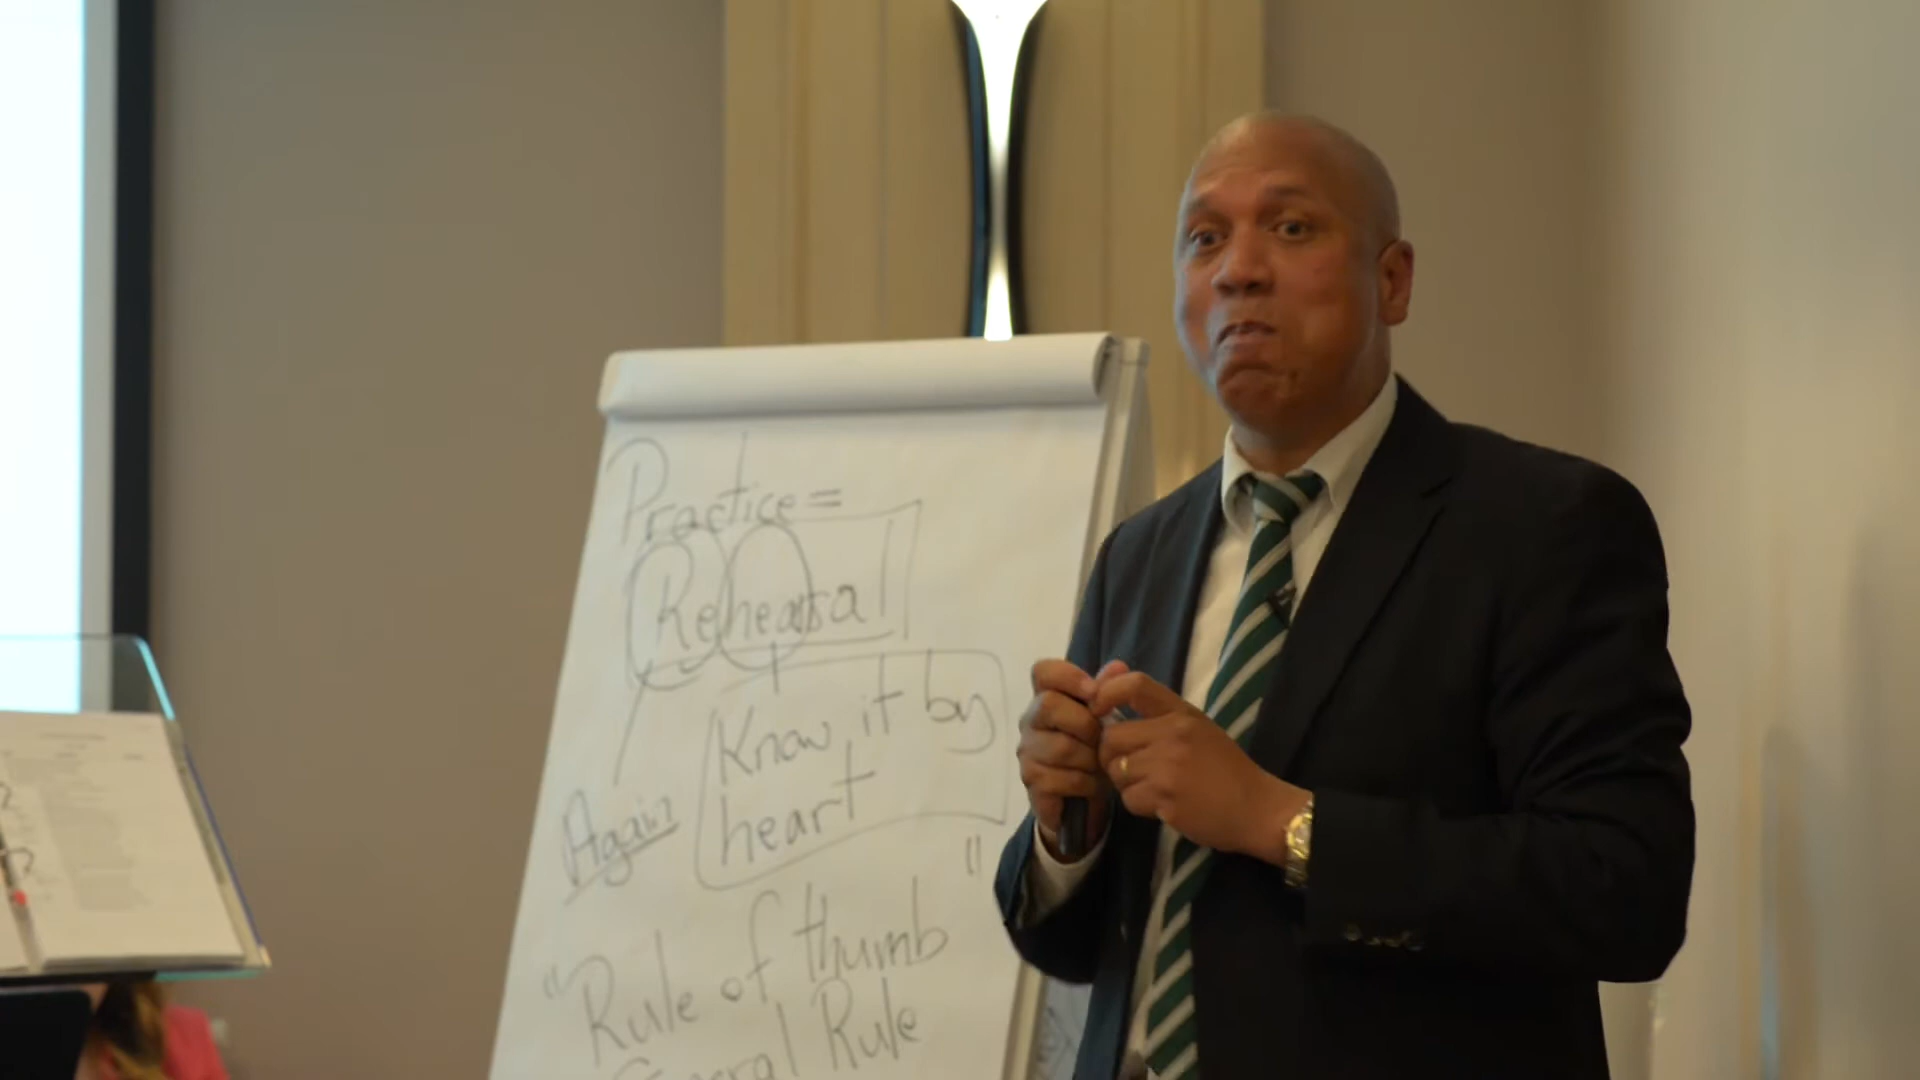 Practice =
Rehearsal
Know it by
heart
Again
"Rule of thumb"
General Rule